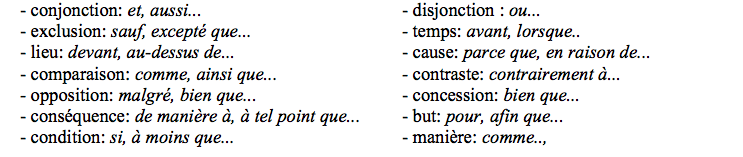 - conjonction: et, aussi...
- exclusion: sauf, excepté que...
- lieu: devant, au-dessus de...
- comparaison: comme, ainsi que...
- opposition: malgré, bien que...
- conséquence: de manière à, à tel point que...
- condition: si, à moins que...
- disjonction : ou...
- temps: avant, lorsque..
- cause: parce que, en raison de...
- contraste: contrairement à...
- concession: bien que...
- but: pour, afin que...
- manière: comme..,